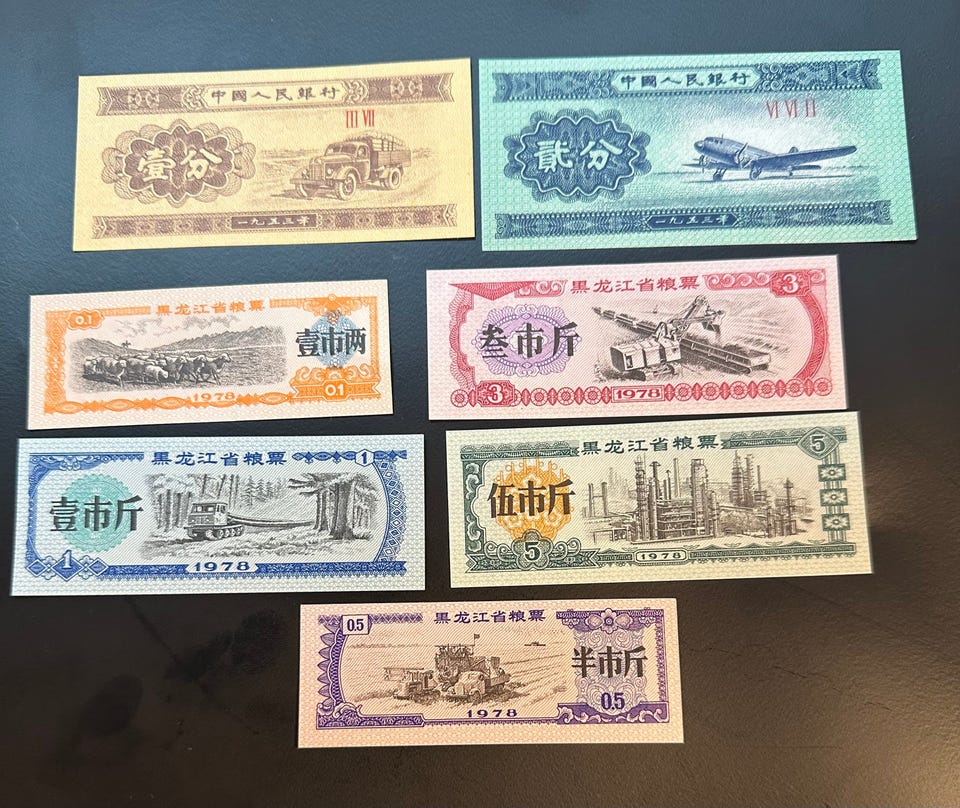 中國人民銀行
III VII
壹分
一九五三年
中國人民銀行
VI VI II
貳分
一九五三年
黑龙江省粮票
0.1
壹市两
0.1
1978
黑龙江省粮票
3
叁市斤
3
1978
黑龙江省粮票
1
壹市斤
1
1978
黑龙江省粮票
5
伍市斤
5
1978
黑龙江省粮票
0.5
半市斤
0.5
1978